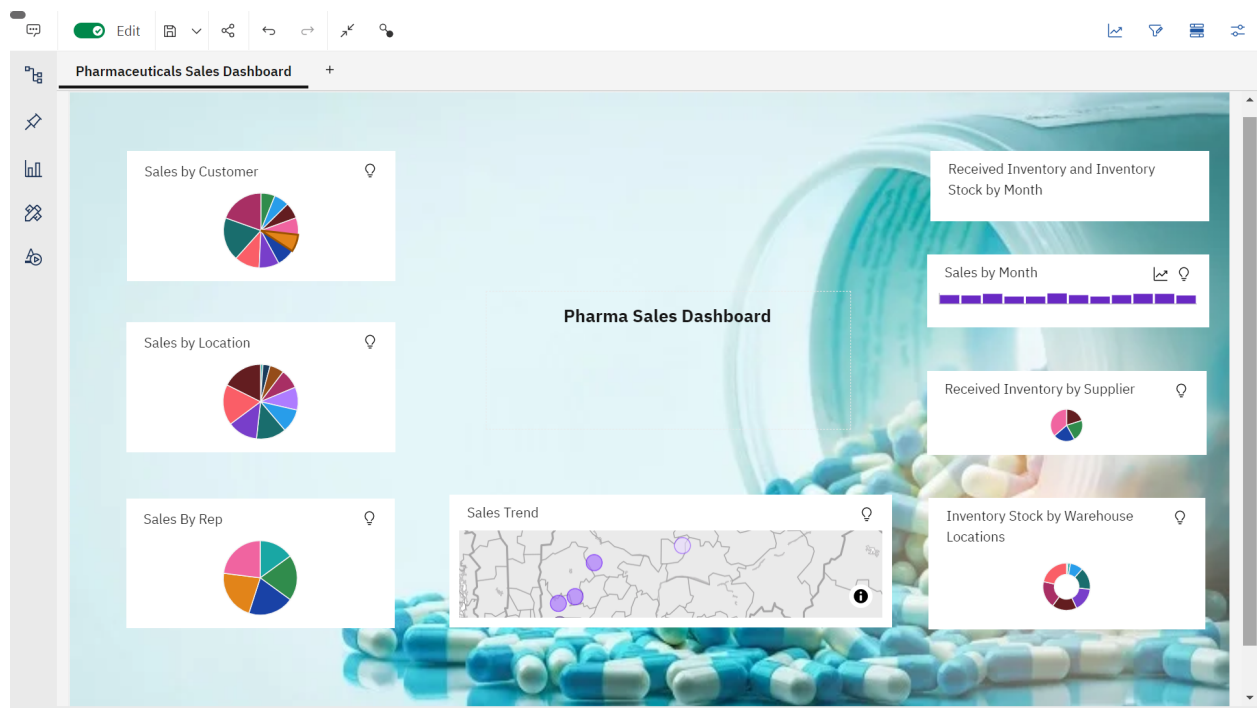 Edit
Pharmaceuticals Sales Dashboard
Sales by Customer
Received Inventory and Inventory
Stock by Month
Sales by Month
Pharma Sales Dashboard
Sales by Location
Received Inventory by Supplier
Sales By Rep
Sales Trend
Inventory Stock by Warehouse
Locations